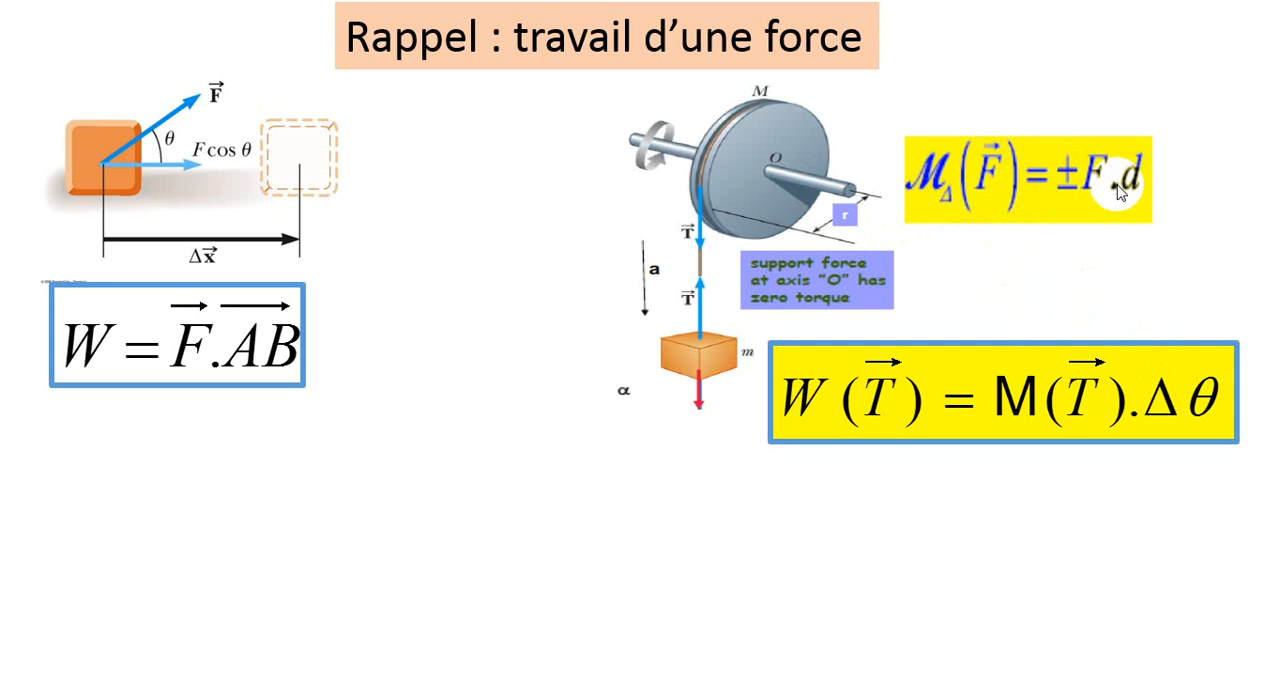 Rappel : travail d’une force
F
θ
F cos θ
Δx
W = F.AB
M
O
r
T
a
T
support force
at axis “O” has
zero torque
m
α
M_Δ(F) = ±F.d
W (T) = M(T).Δθ